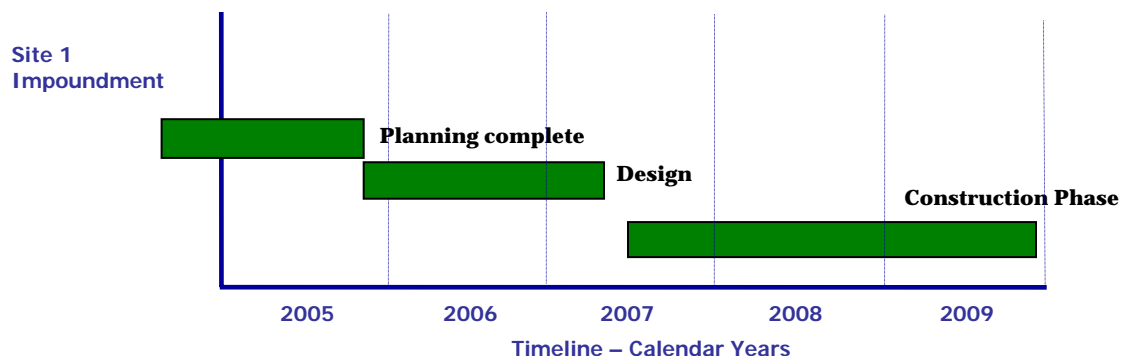 Site 1
Impoundment
Planning complete
Design
Construction Phase
2005 2006 2007 2008 2009
Timeline – Calendar Years